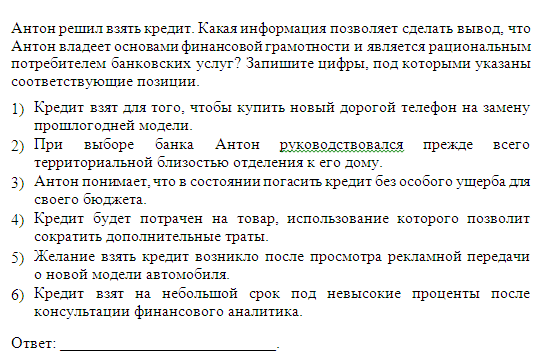 Антон решил взять кредит. Какая информация позволяет сделать вывод, что
Антон владеет основами финансовой грамотности и является рациональным
потребителем банковских услуг? Запишите цифры, под которыми указаны
соответствующие позиции.
1) Кредит взят для того, чтобы купить новый дорогой телефон на замену
прошлогодней модели.
2) При выборе банка Антон руководствовался прежде всего
территориальной близостью отделения к его дому.
3) Антон понимает, что в состоянии погасить кредит без особого ущерба для
своего бюджета.
4) Кредит будет потрачен на товар, использование которого позволит
сократить дополнительные траты.
5) Желание взять кредит возникло после просмотра рекламной передачи
о новой модели автомобиля.
6) Кредит взят на небольшой срок под невысокие проценты после
консультации финансового аналитика.
Ответ: ___________________________.